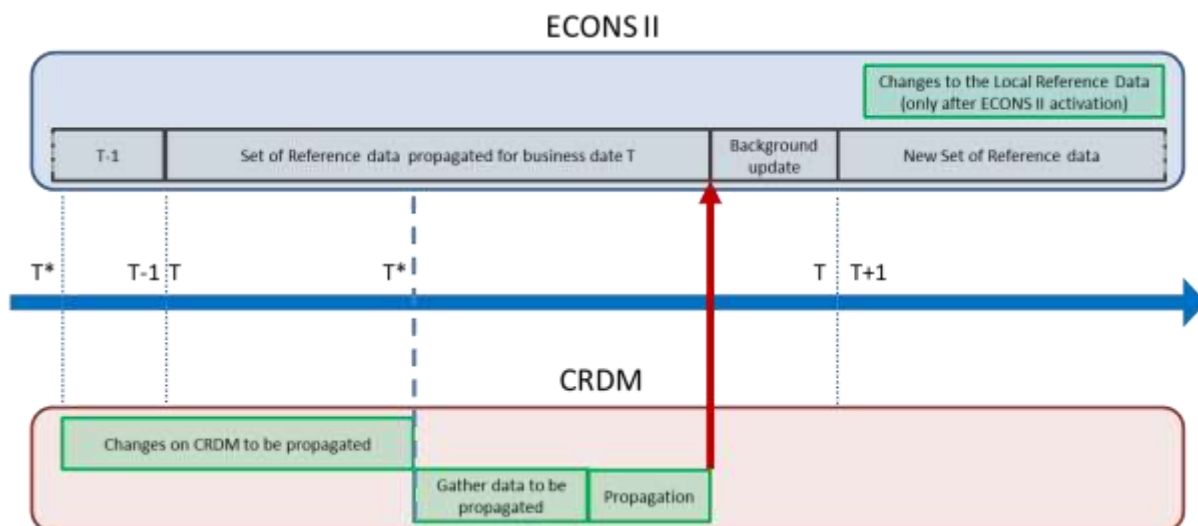 ECONS II
Changes to the Local Reference Data
(only after ECONS II activation)
T-1
Set of Reference data propagated for business date T
Background
update
New Set of Reference data
T*
T-1
T
T*
T
T+1
CRDM
Changes on CRDM to be propagated
Gather data to be
propagated
Propagation